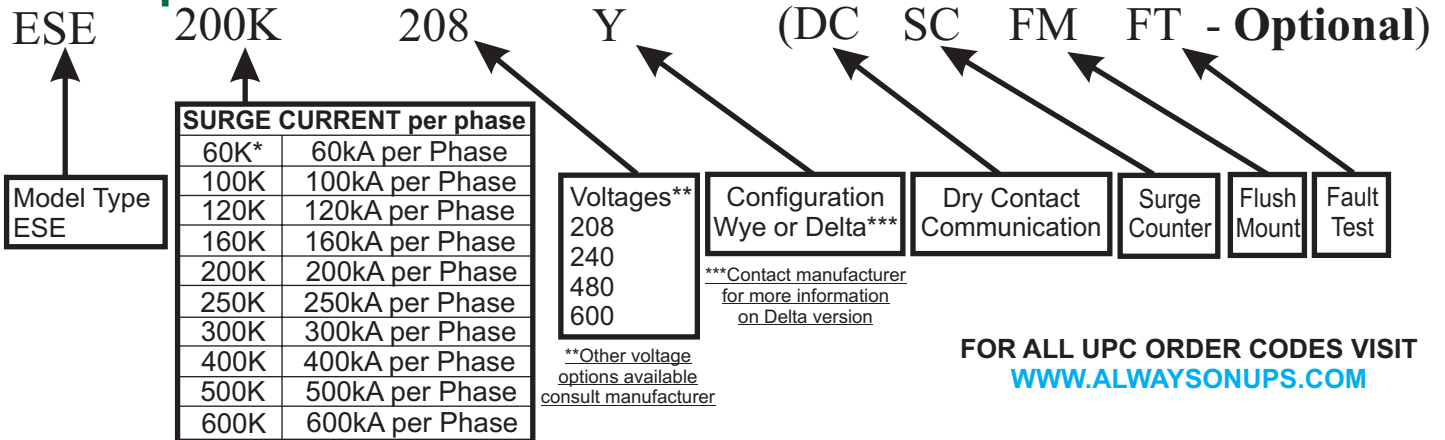 ESE 200K 208 Y (DC SC FM FT - Optional)
SURGE CURRENT per phase
60K* 60kA per Phase
100K 100kA per Phase
120K 120kA per Phase
160K 160kA per Phase
200K 200kA per Phase
250K 250kA per Phase
300K 300kA per Phase
400K 400kA per Phase
500K 500kA per Phase
600K 600kA per Phase
Model Type
ESE
Voltages**
208
240
480
600
**Other voltage
options available
consult manufacturer
Configuration
Wye or Delta***
***Contact manufacturer
for more information
on Delta version
Dry Contact
Communication
Surge
Counter
Flush
Mount
Fault
Test
FOR ALL UPC ORDER CODES VISIT
WWW.ALWAYSONUPS.COM